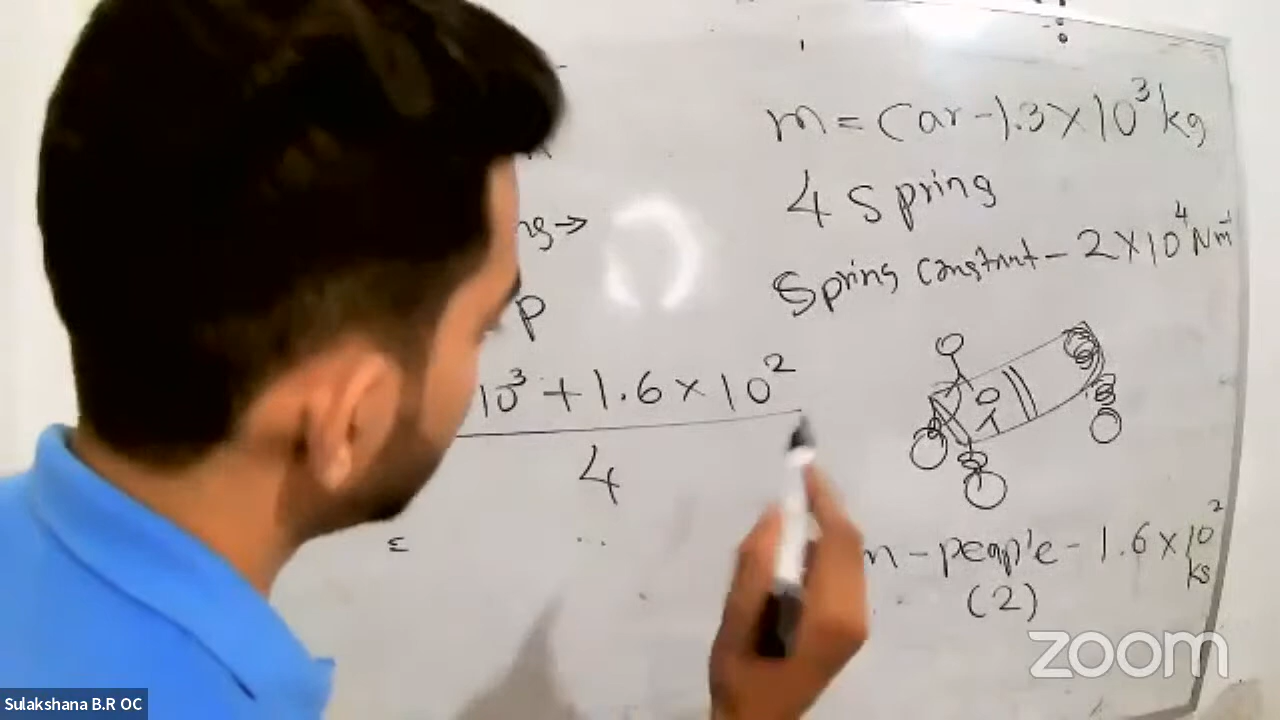 m = Car - 1.3 × 10³ kg
4 Spring
Spring constant - 2 × 10⁴ Nm⁻¹
ng →
p
10³ + 1.6 × 10²
4
m - people - 1.6 × 10² kg
(2)
zoom
Sulakshana B.R OC